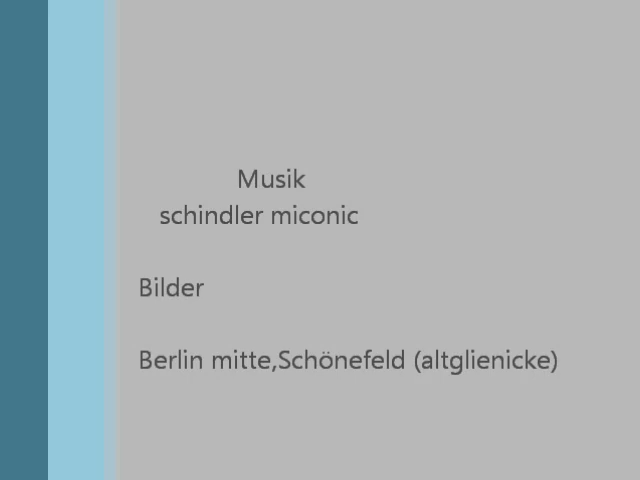 Musik
schindler miconic
Bilder
Berlin mitte,Schönefeld (altglienicke)